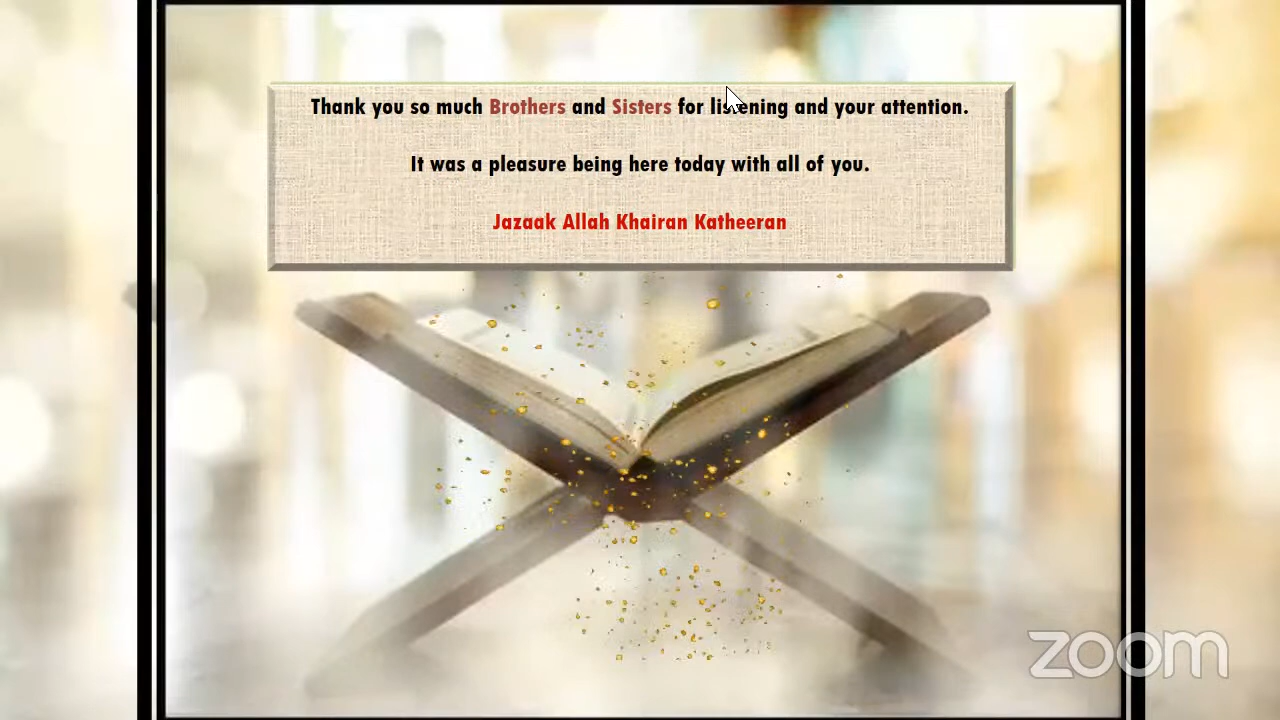 Thank you so much Brothers and Sisters for listening and your attention.
It was a pleasure being here today with all of you.
Jazaak Allah Khairan Katheeran
zoom